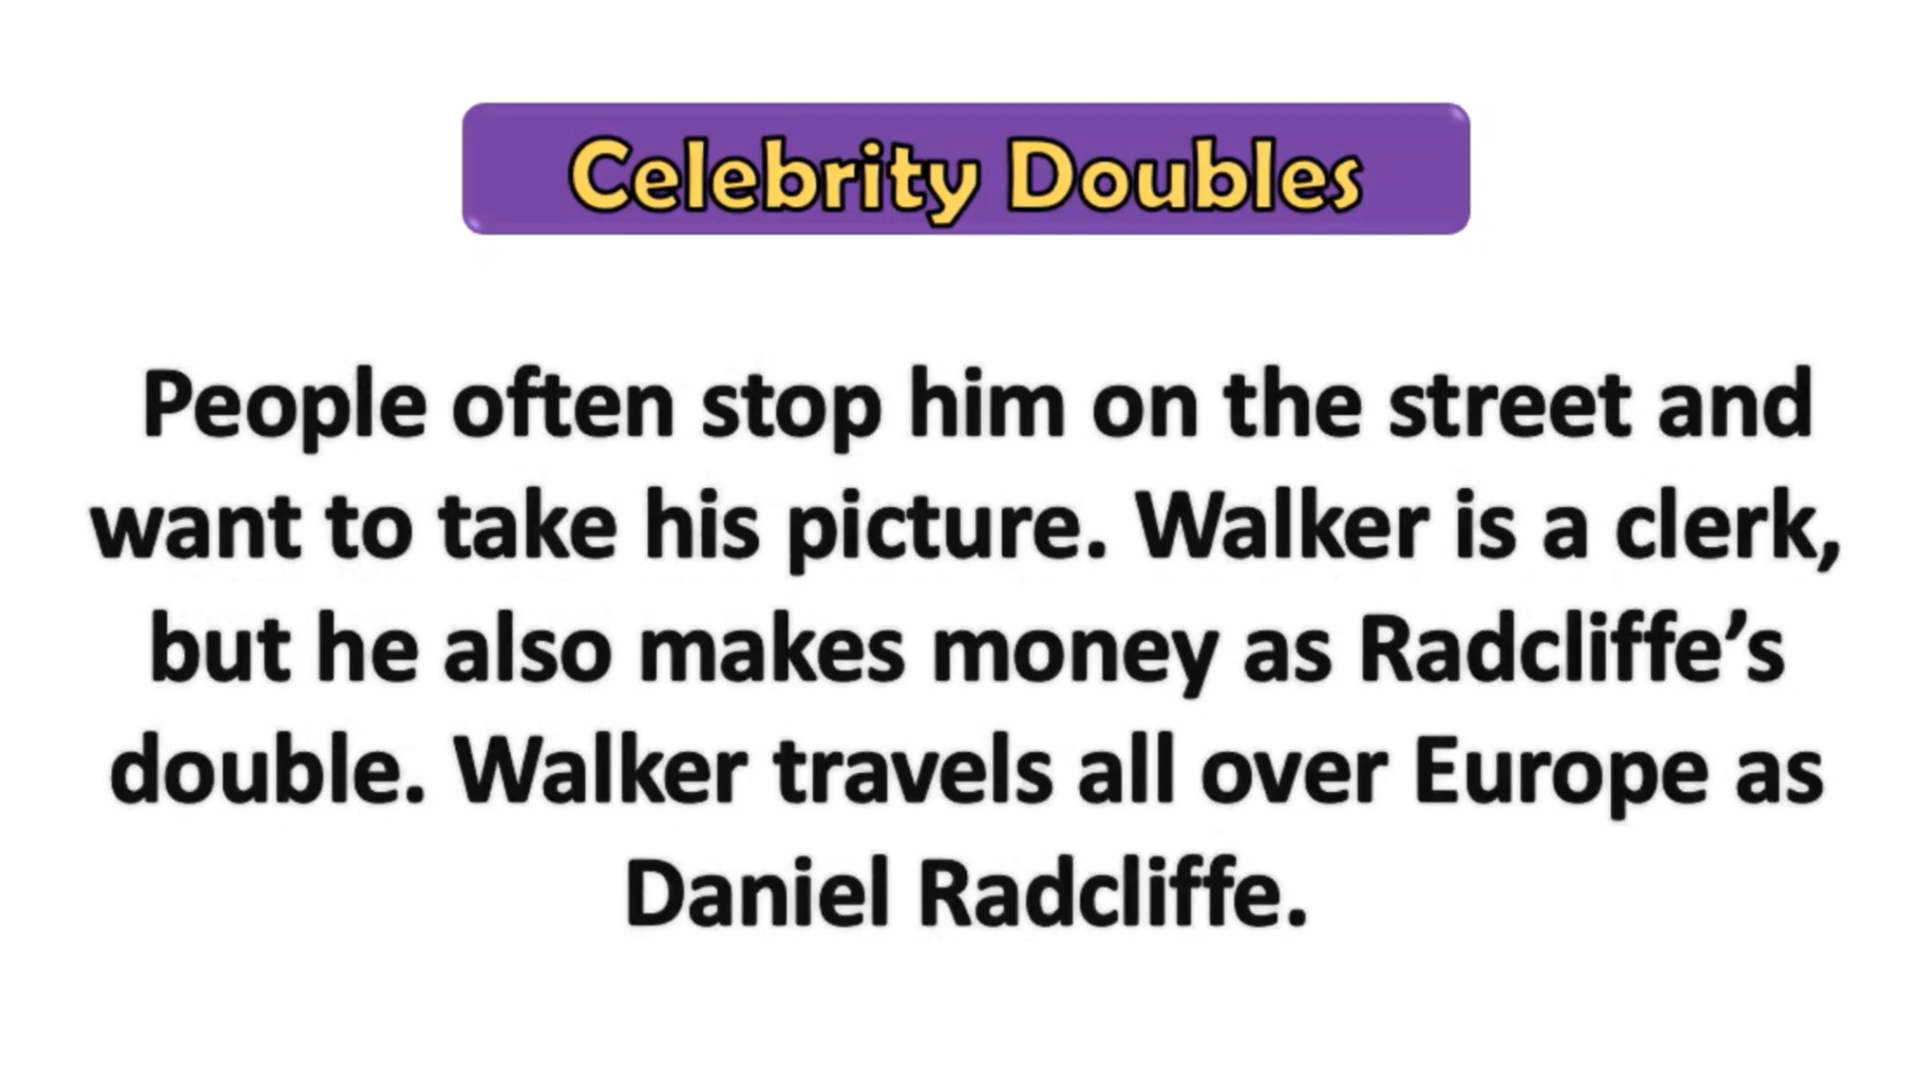 Celebrity Doubles
People often stop him on the street and
want to take his picture. Walker is a clerk,
but he also makes money as Radcliffe’s
double. Walker travels all over Europe as
Daniel Radcliffe.